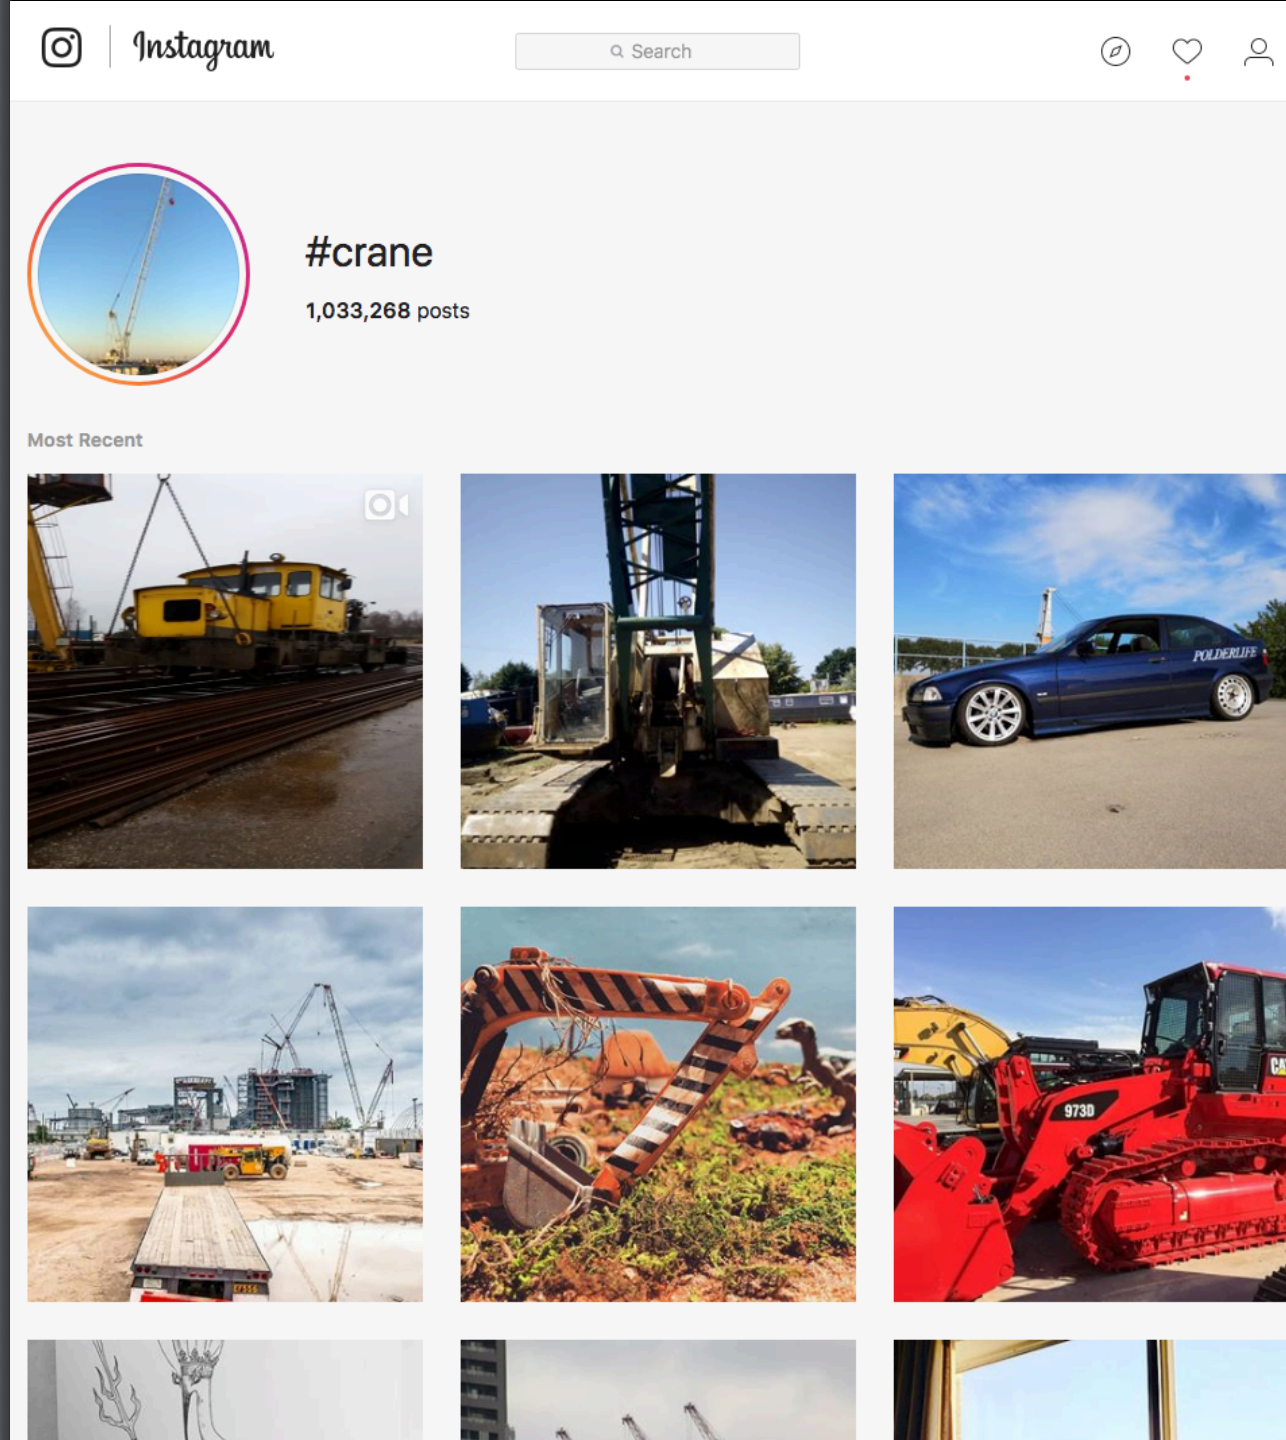 Instagram
Search
#crane
1,033,268 posts
Most Recent
POLDERLIFE
973D